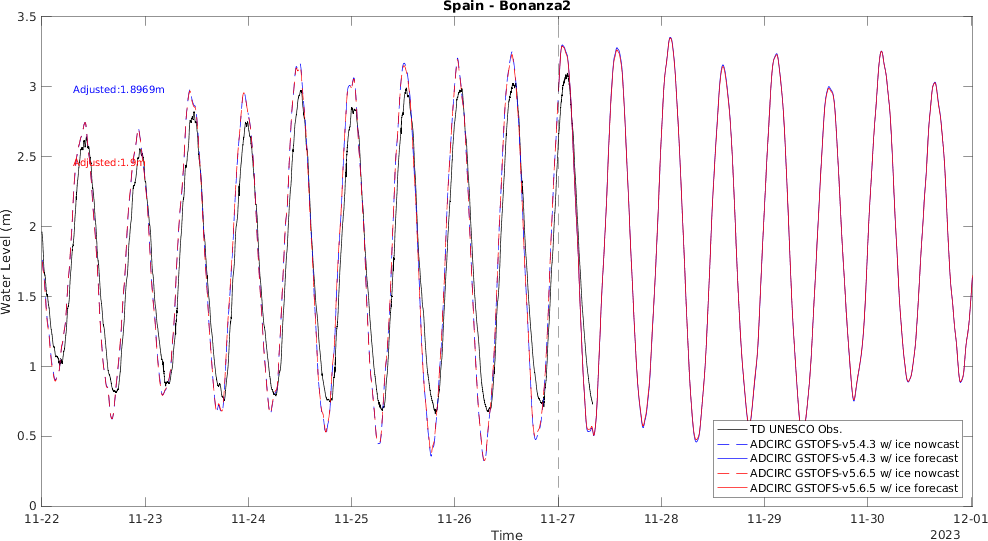 Spain - Bonanza2
3.5
3
2.5
2
1.5
1
0.5
0
Water Level (m)
Adjusted:1.8969m
Adjusted:1.9m
TD UNESCO Obs.
ADCIRC GSTOFS-v5.4.3 w/ ice nowcast
ADCIRC GSTOFS-v5.4.3 w/ ice forecast
ADCIRC GSTOFS-v5.6.5 w/ ice nowcast
ADCIRC GSTOFS-v5.6.5 w/ ice forecast
11-22 11-23 11-24 11-25 11-26 11-27 11-28 11-29 11-30 12-01
Time
2023